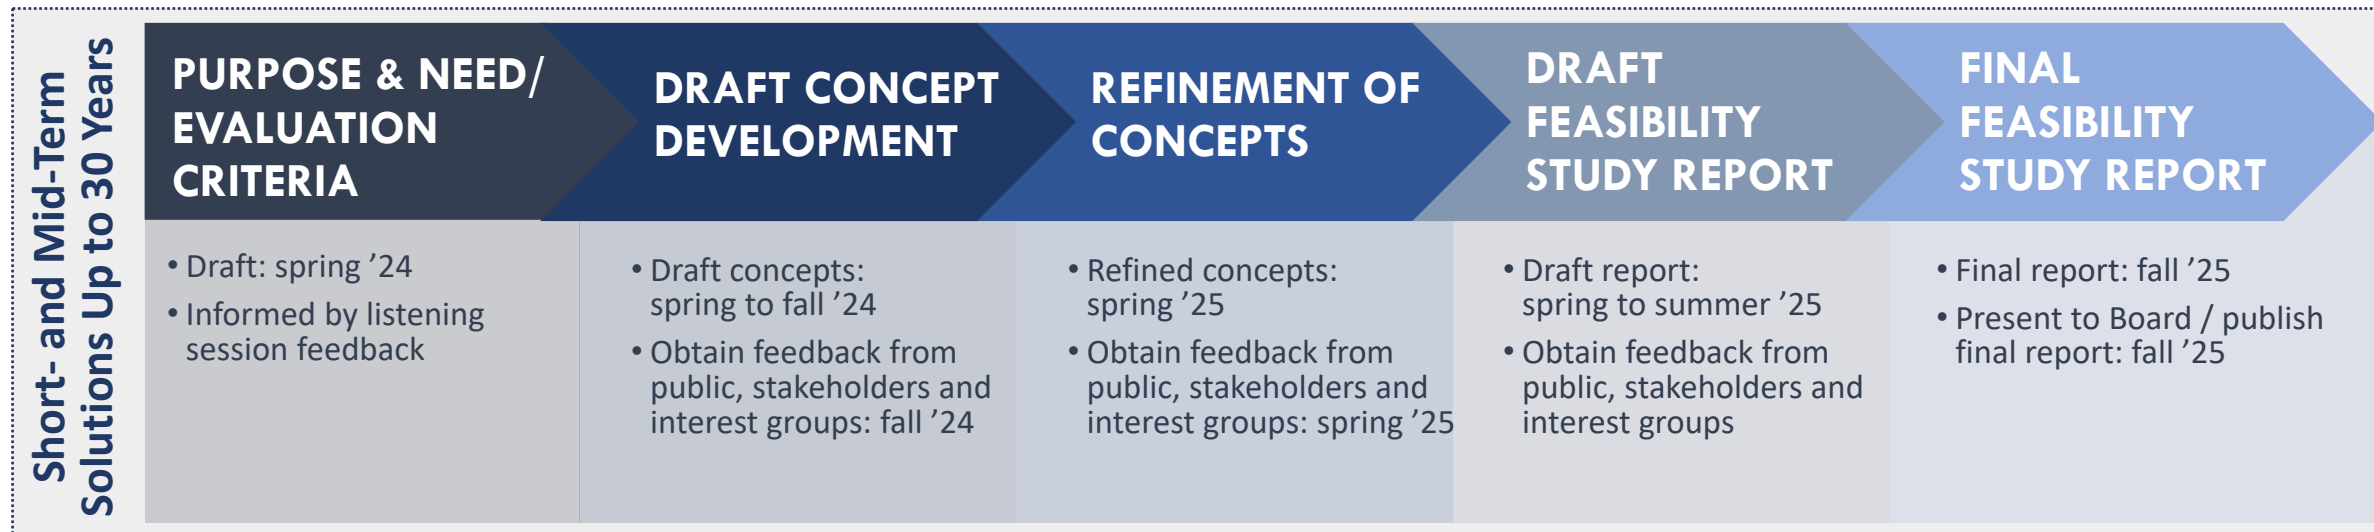 Short- and Mid-Term
Solutions Up to 30 Years
PURPOSE & NEED/
EVALUATION
CRITERIA
• Draft: spring ’24
• Informed by listening
session feedback
DRAFT CONCEPT
DEVELOPMENT
• Draft concepts:
spring to fall ’24
• Obtain feedback from
public, stakeholders and
interest groups: fall ’24
REFINEMENT OF
CONCEPTS
• Refined concepts:
spring ’25
• Obtain feedback from
public, stakeholders and
interest groups: spring ’25
DRAFT
FEASIBILITY
STUDY REPORT
• Draft report:
spring to summer ’25
• Obtain feedback from
public, stakeholders and
interest groups
FINAL
FEASIBILITY
STUDY REPORT
• Final report: fall ’25
• Present to Board / publish
final report: fall ’25